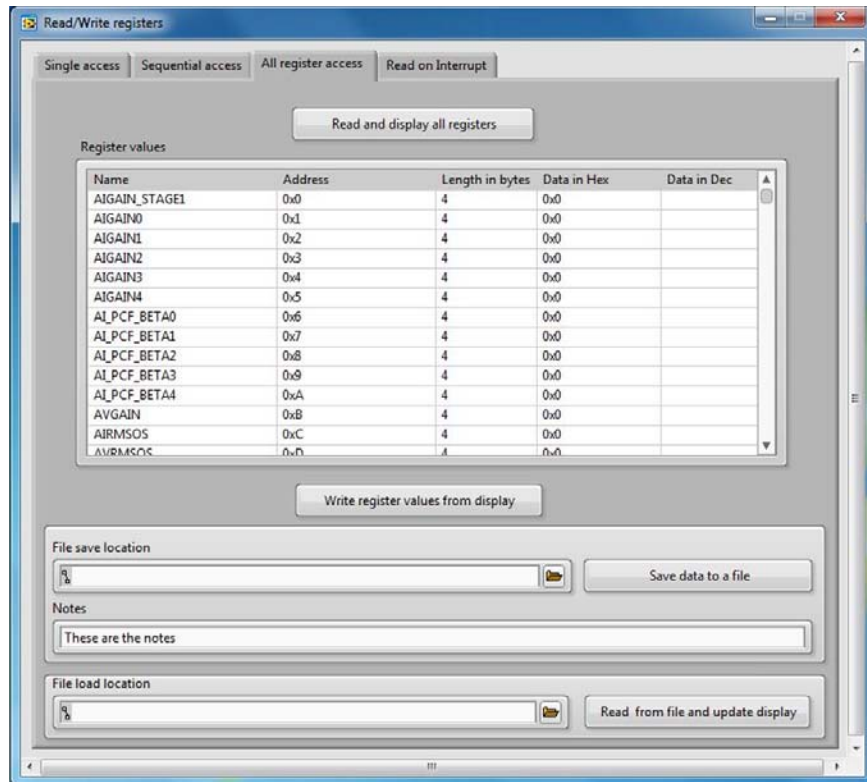 Read/Write registers
Single access Sequential access All register access Read on Interrupt
Read and display all registers
Register values
Name Address Length in bytes Data in Hex Data in Dec
AIGAIN_STAGE1 0x0 4 0x0
AIGAIN0 0x1 4 0x0
AIGAIN1 0x2 4 0x0
AIGAIN2 0x3 4 0x0
AIGAIN3 0x4 4 0x0
AIGAIN4 0x5 4 0x0
AI_PCF_BETA0 0x6 4 0x0
AI_PCF_BETA1 0x7 4 0x0
AI_PCF_BETA2 0x8 4 0x0
AI_PCF_BETA3 0x9 4 0x0
AI_PCF_BETA4 0xA 4 0x0
AVGAIN 0xB 4 0x0
AIRMSOS 0xC 4 0x0
AVRMSOS 0xD 4 0x0
Write register values from display
File save location
Save data to a file
Notes
These are the notes
File load location
Read from file and update display